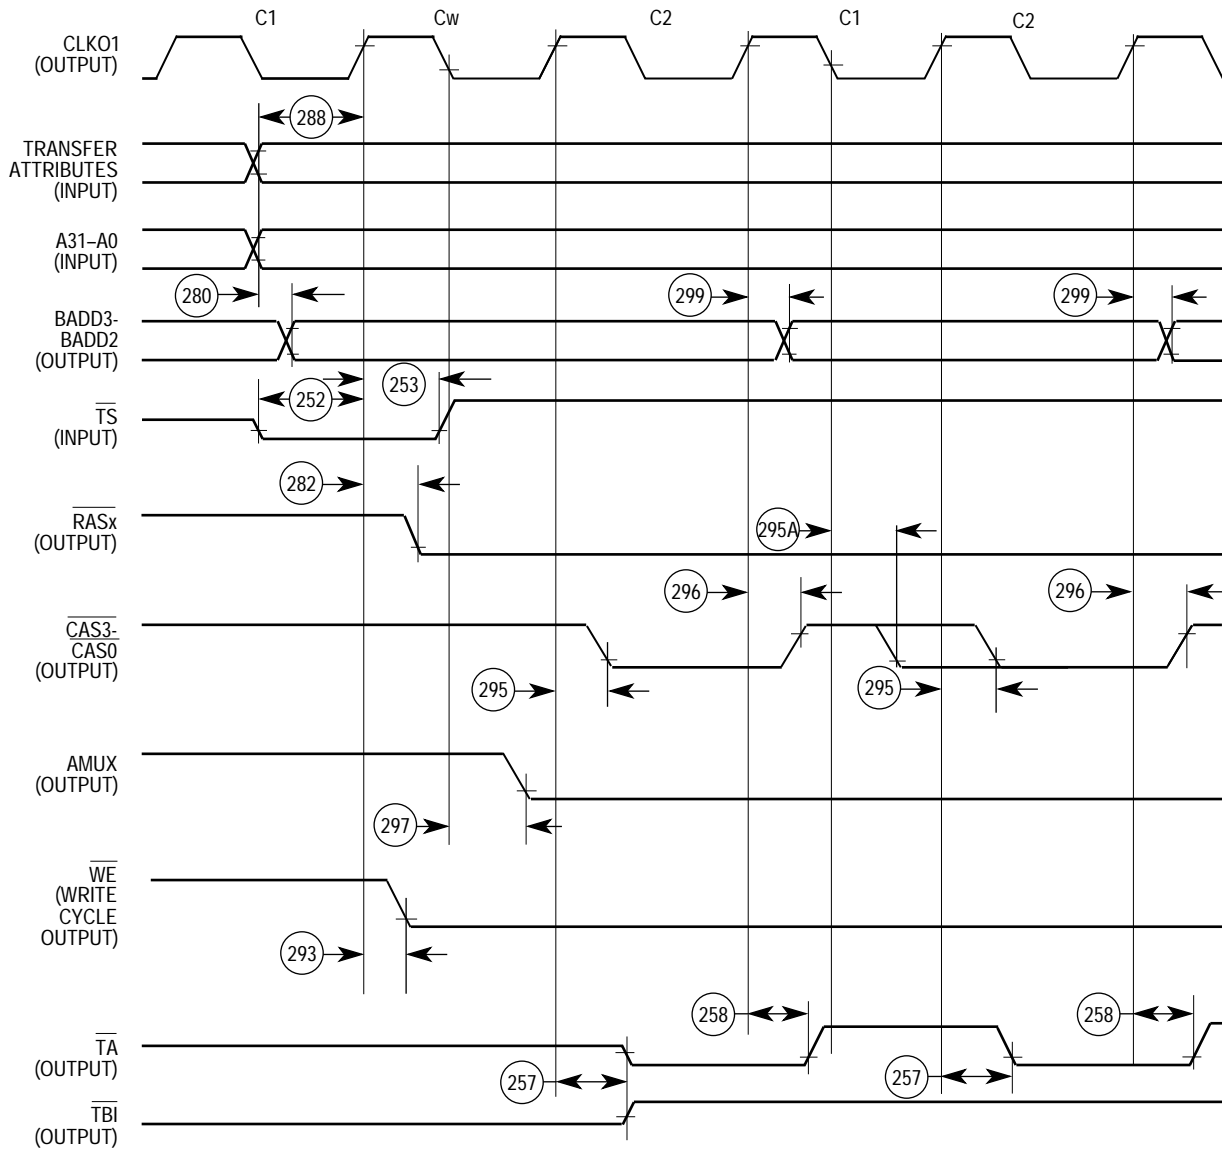 C1 Cw C2 C1 C2
CLKO1
(OUTPUT)
288
TRANSFER
ATTRIBUTES
(INPUT)
A31–A0
(INPUT)
280 299 299
BADD3-
BADD2
(OUTPUT)
252 253
TS
(INPUT)
282
RASx
(OUTPUT)
295A
296 296
CAS3-
CAS0
(OUTPUT)
295 295
AMUX
(OUTPUT)
297
WE
(WRITE
CYCLE
OUTPUT)
293
258 258
TA
(OUTPUT)
257 257
TBI
(OUTPUT)